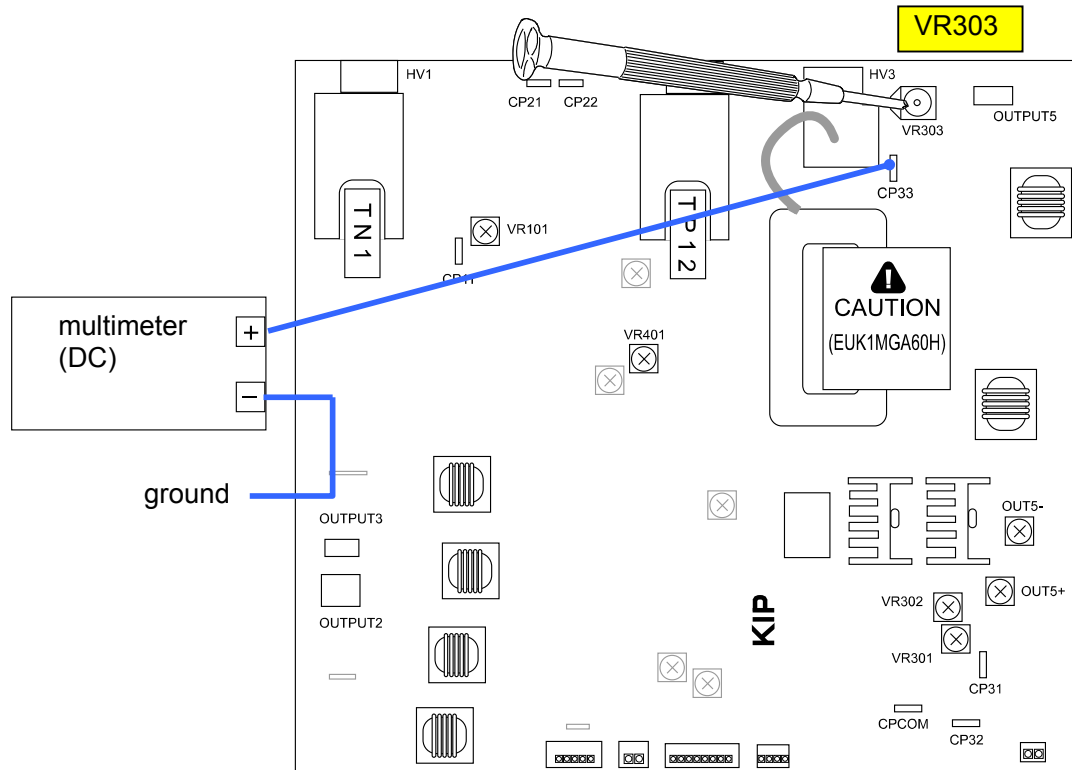 VR303
HV1
CP21
CP22
HV3
VR303
OUTPUT5
CP33
TN1
TP12
VR101
CP11
CAUTION
(EUK1MGA60H)
multimeter
(DC)
+
−
VR401
ground
OUTPUT3
OUTPUT2
OUT5-
OUT5+
VR302
VR301
KIP
CP31
CPCOM
CP32